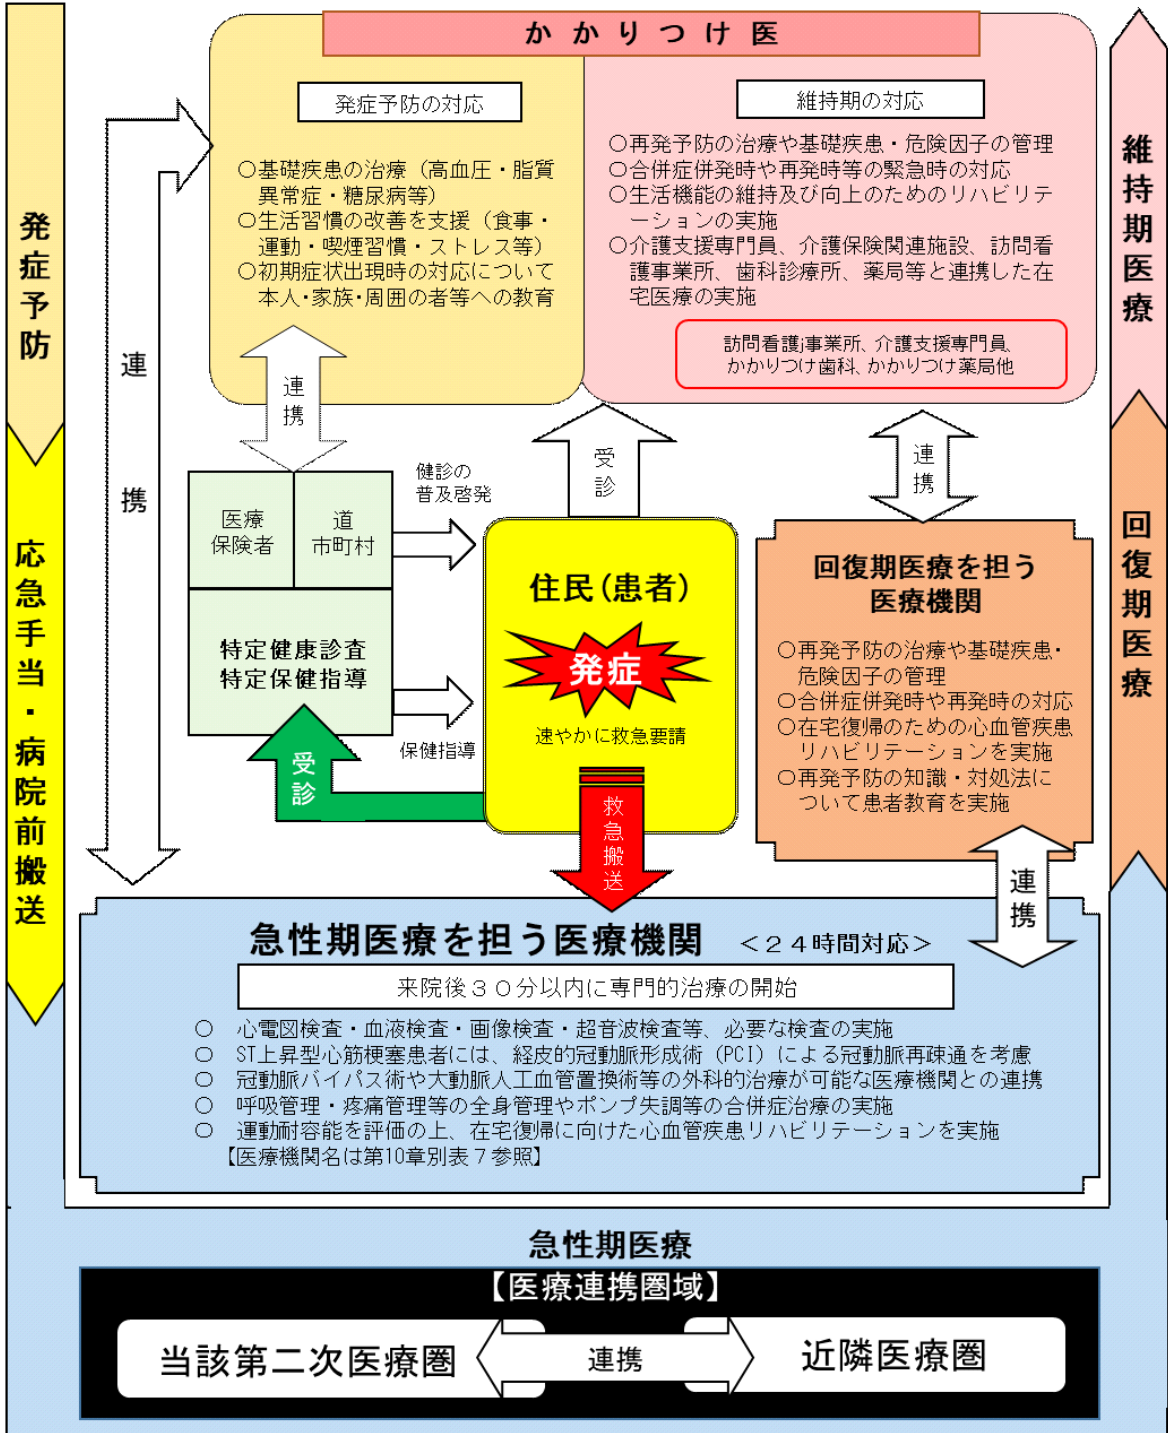 かかりつけ医
発症予防の対応
○基礎疾患の治療（高血圧・脂質
異常症・糖尿病等）
○生活習慣の改善を支援（食事・
運動・喫煙習慣・ストレス等）
○初期症状出現時の対応について
本人・家族・周囲の者等への教育
維持期の対応
○再発予防の治療や基礎疾患・危険因子の管理
○合併症併発時や再発時等の緊急時の対応
○生活機能の維持及び向上のためのリハビリテ
ーションの実施
○介護支援専門員、介護保険関連施設、訪問看
護事業所、歯科診療所、薬局等と連携した在
宅医療の実施
訪問看護j事業所、介護支援専門員、
かかりつけ歯科、かかりつけ薬局他
発症予防
応急手当・病院前搬送
維持期医療
回復期医療
連携
連携
受診
連携
医療
保険者
道
市町村
特定健康診査
特定保健指導
健診の
普及啓発
保健指導
受診
住民（患者）
発症
速やかに救急要請
救急搬送
回復期医療を担う
医療機関
○再発予防の治療や基礎疾患・
危険因子の管理
○合併症併発時や再発時の対応
○在宅復帰のための心血管疾患
リハビリテーションを実施
○再発予防の知識・対処法に
ついて患者教育を実施
連携
急性期医療を担う医療機関 ＜２４時間対応＞
来院後３０分以内に専門的治療の開始
○ 心電図検査・血液検査・画像検査・超音波検査等、必要な検査の実施
○ ST上昇型心筋梗塞患者には、経皮的冠動脈形成術（PCI）による冠動脈再疎通を考慮
○ 冠動脈バイパス術や大動脈人工血管置換術等の外科的治療が可能な医療機関との連携
○ 呼吸管理・疼痛管理等の全身管理やポンプ失調等の合併症治療の実施
○ 運動耐容能を評価の上、在宅復帰に向けた心血管疾患リハビリテーションを実施
【医療機関名は第10章別表７参照】
急性期医療
【医療連携圏域】
当該第二次医療圏
連携
近隣医療圏